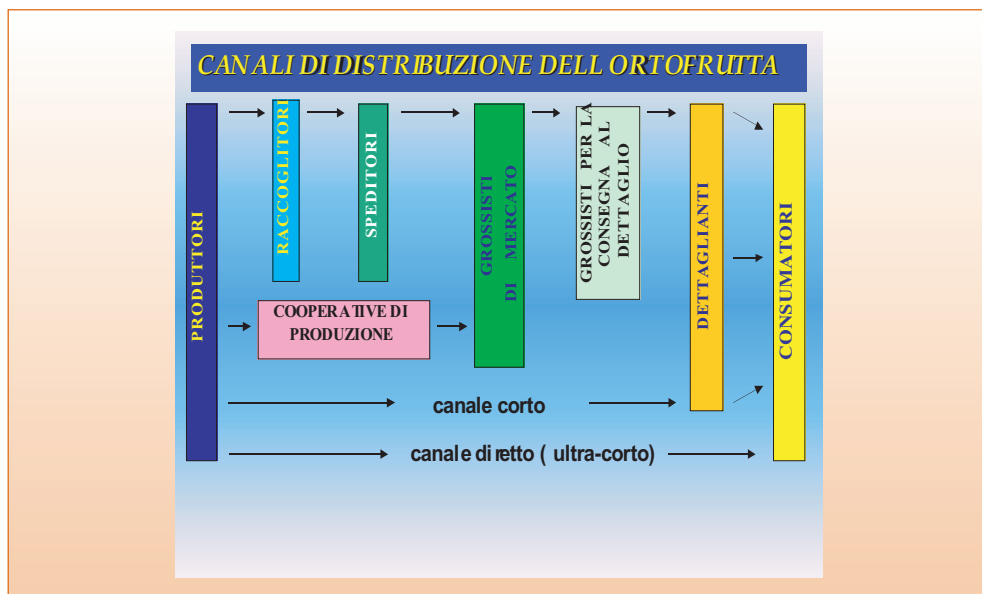 CANALI DI DISTRIBUZIONE DELL ORTOFRUTTA
PRODUTTORI
RACCOGLITORI
SPEDITORI
GROSSISTI
DI MERCATO
GROSSISTI PER LA
CONSEGNA AL
DETTAGLIO
DETTAGLIANTI
CONSUMATORI
COOPERATIVE DI
PRODUZIONE
canale corto
canale diretto ( ultra-corto)